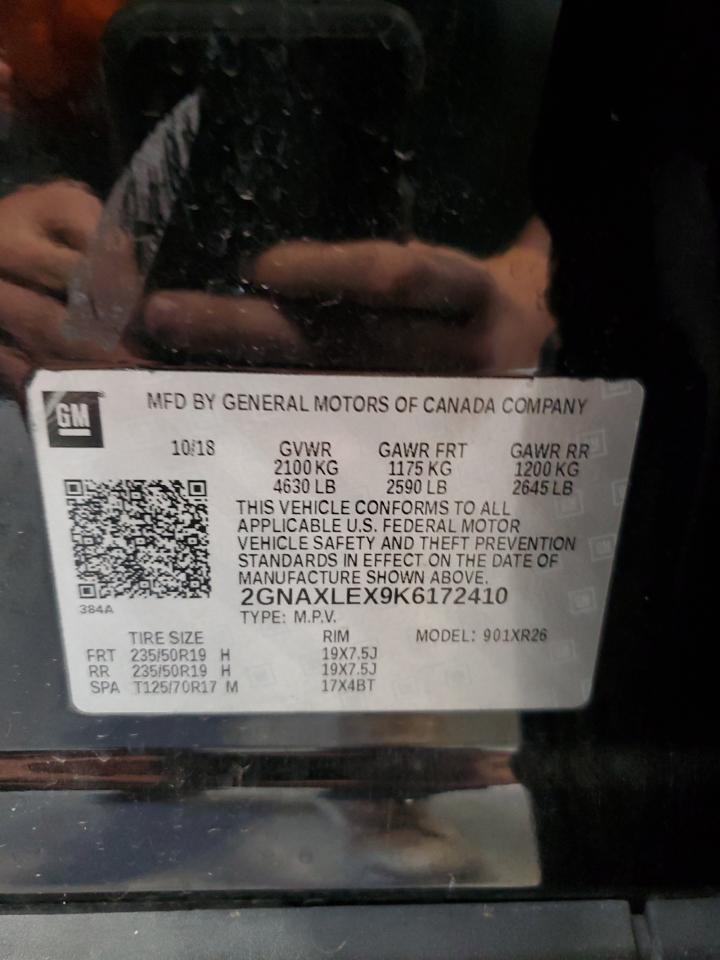 GM
MFD BY GENERAL MOTORS OF CANADA COMPANY
10/18 GVWR GAWR FRT GAWR RR
2100 KG 1175 KG 1200 KG
4630 LB 2590 LB 2645 LB
THIS VEHICLE CONFORMS TO ALL
APPLICABLE U.S. FEDERAL MOTOR
VEHICLE SAFETY AND THEFT PREVENTION
STANDARDS IN EFFECT ON THE DATE OF
MANUFACTURE SHOWN ABOVE.
384A
2GNAXLEX9K6172410
TYPE: M.P.V.
TIRE SIZE RIM MODEL: 901XR26
FRT 235/50R19 H 19X7.5J
RR 235/50R19 H 19X7.5J
SPA T125/70R17 M 17X4BT